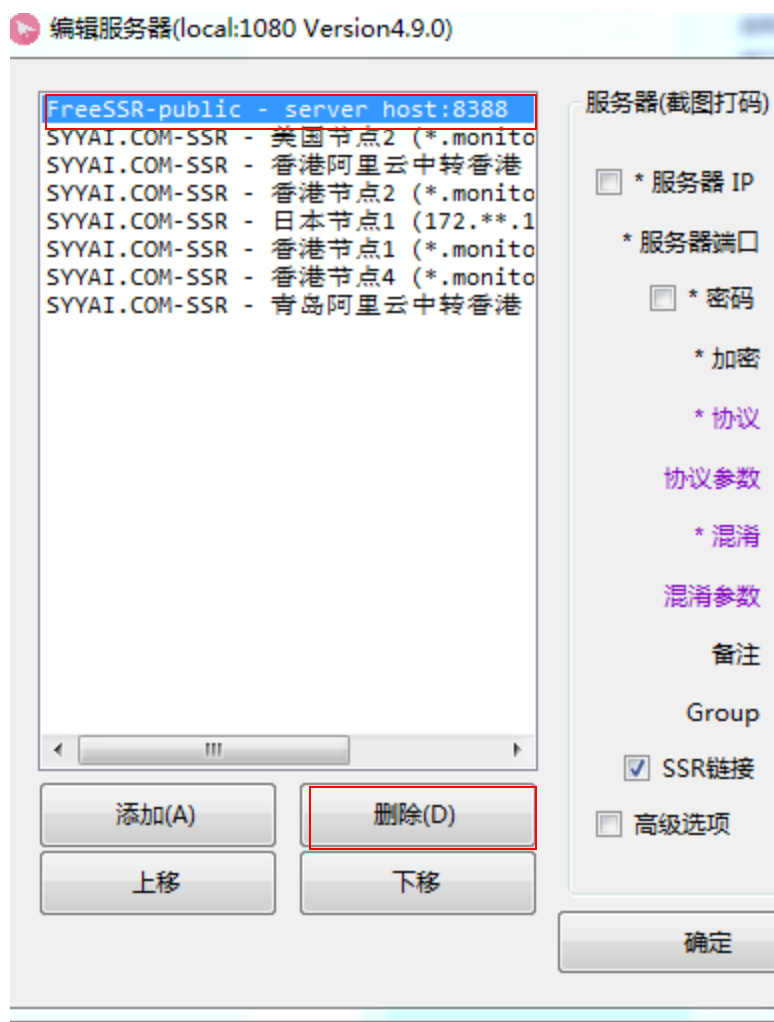 编辑服务器(local:1080 Version4.9.0)
FreeSSR-public - server host:8388
SYYAI.COM-SSR - 美国节点2 (*.monito
SYYAI.COM-SSR - 香港阿里云中转香港
SYYAI.COM-SSR - 香港节点2 (*.monito
SYYAI.COM-SSR - 日本节点1 (172.**.1
SYYAI.COM-SSR - 香港节点1 (*.monito
SYYAI.COM-SSR - 香港节点4 (*.monito
SYYAI.COM-SSR - 青岛阿里云中转香港
添加(A)
删除(D)
上移
下移
服务器(截图打码)
* 服务器 IP
* 服务器端口
* 密码
* 加密
* 协议
协议参数
* 混淆
混淆参数
备注
Group
SSR链接
高级选项
确定